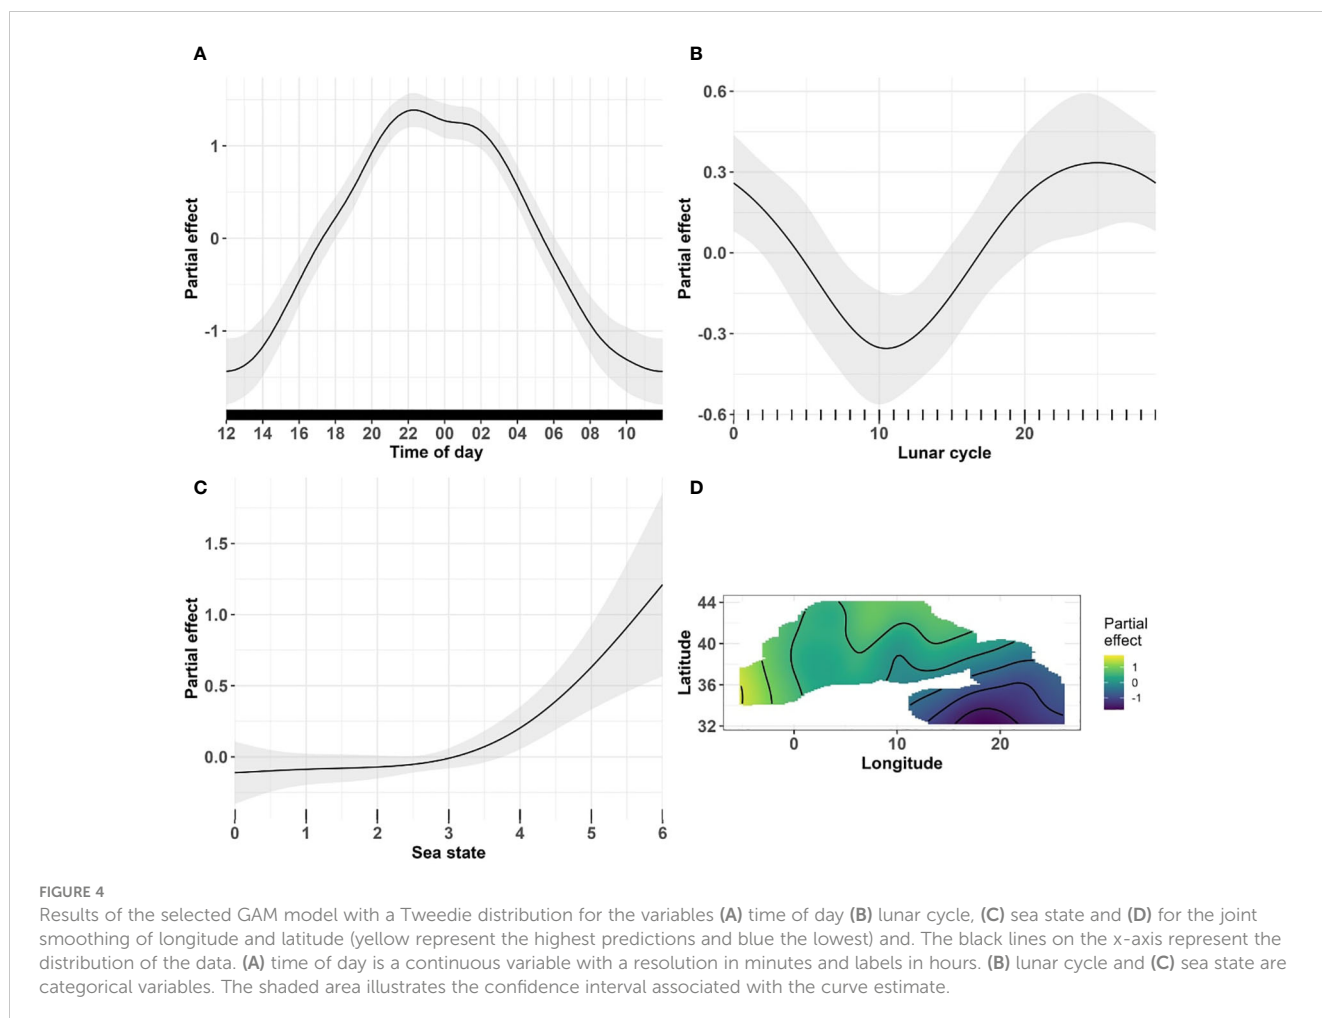 A
B
Partial effect
1
0
-1
12 14 16 18 20 22 00 02 04 06 08 10
Time of day
Partial effect
0.6
0.3
0.0
-0.3
-0.6
0 10 20
Lunar cycle
C
D
Partial effect
1.5
1.0
0.5
0.0
0 1 2 3 4 5 6
Sea state
Latitude
44
40
36
32
0 10 20
Longitude
Partial
effect
1
0
-1
FIGURE 4
Results of the selected GAM model with a Tweedie distribution for the variables (A) time of day (B) lunar cycle, (C) sea state and (D) for the joint
smoothing of longitude and latitude (yellow represent the highest predictions and blue the lowest) and. The black lines on the x-axis represent the
distribution of the data. (A) time of day is a continuous variable with a resolution in minutes and labels in hours. (B) lunar cycle and (C) sea state are
categorical variables. The shaded area illustrates the confidence interval associated with the curve estimate.